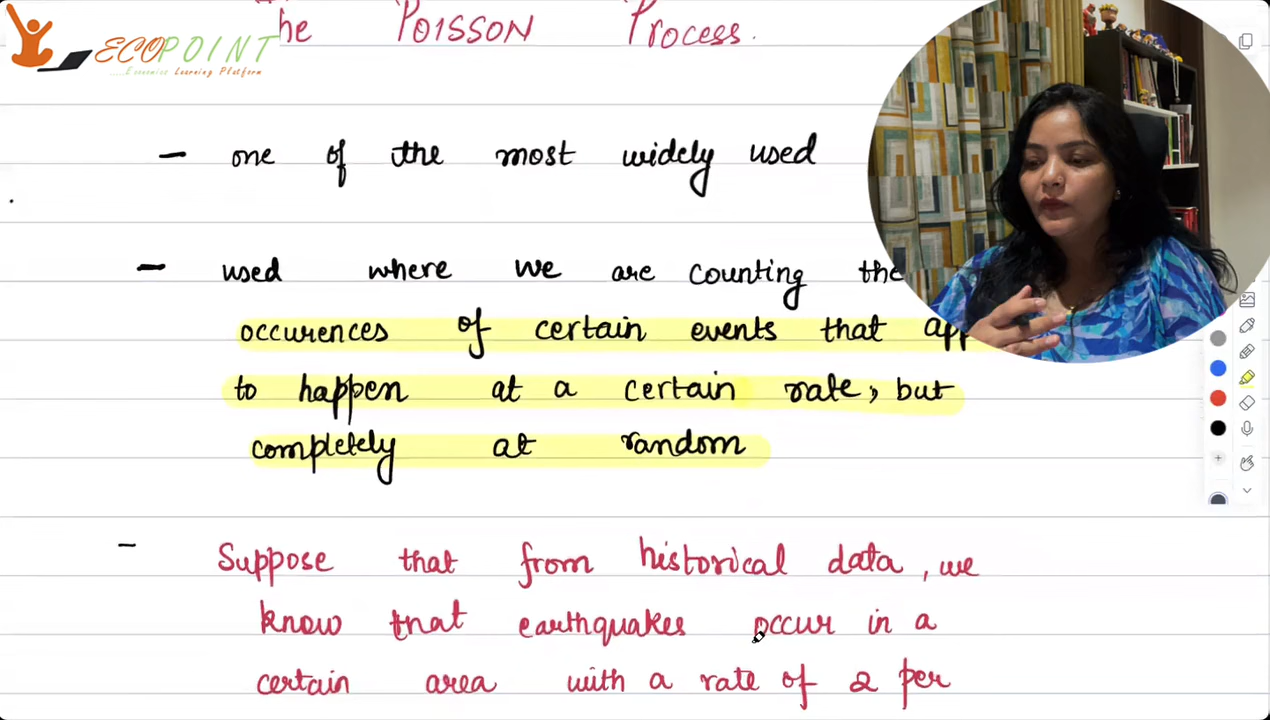 The POISSON Process.
ECOPOINT
.....Economics Learning Platform
- one of the most widely used
- used where we are counting the
occurences of certain events that app
to happen at a certain rate, but
completely at random
- Suppose that from historical data, we
know that earthquakes occur in a
certain area with a rate of 2 per